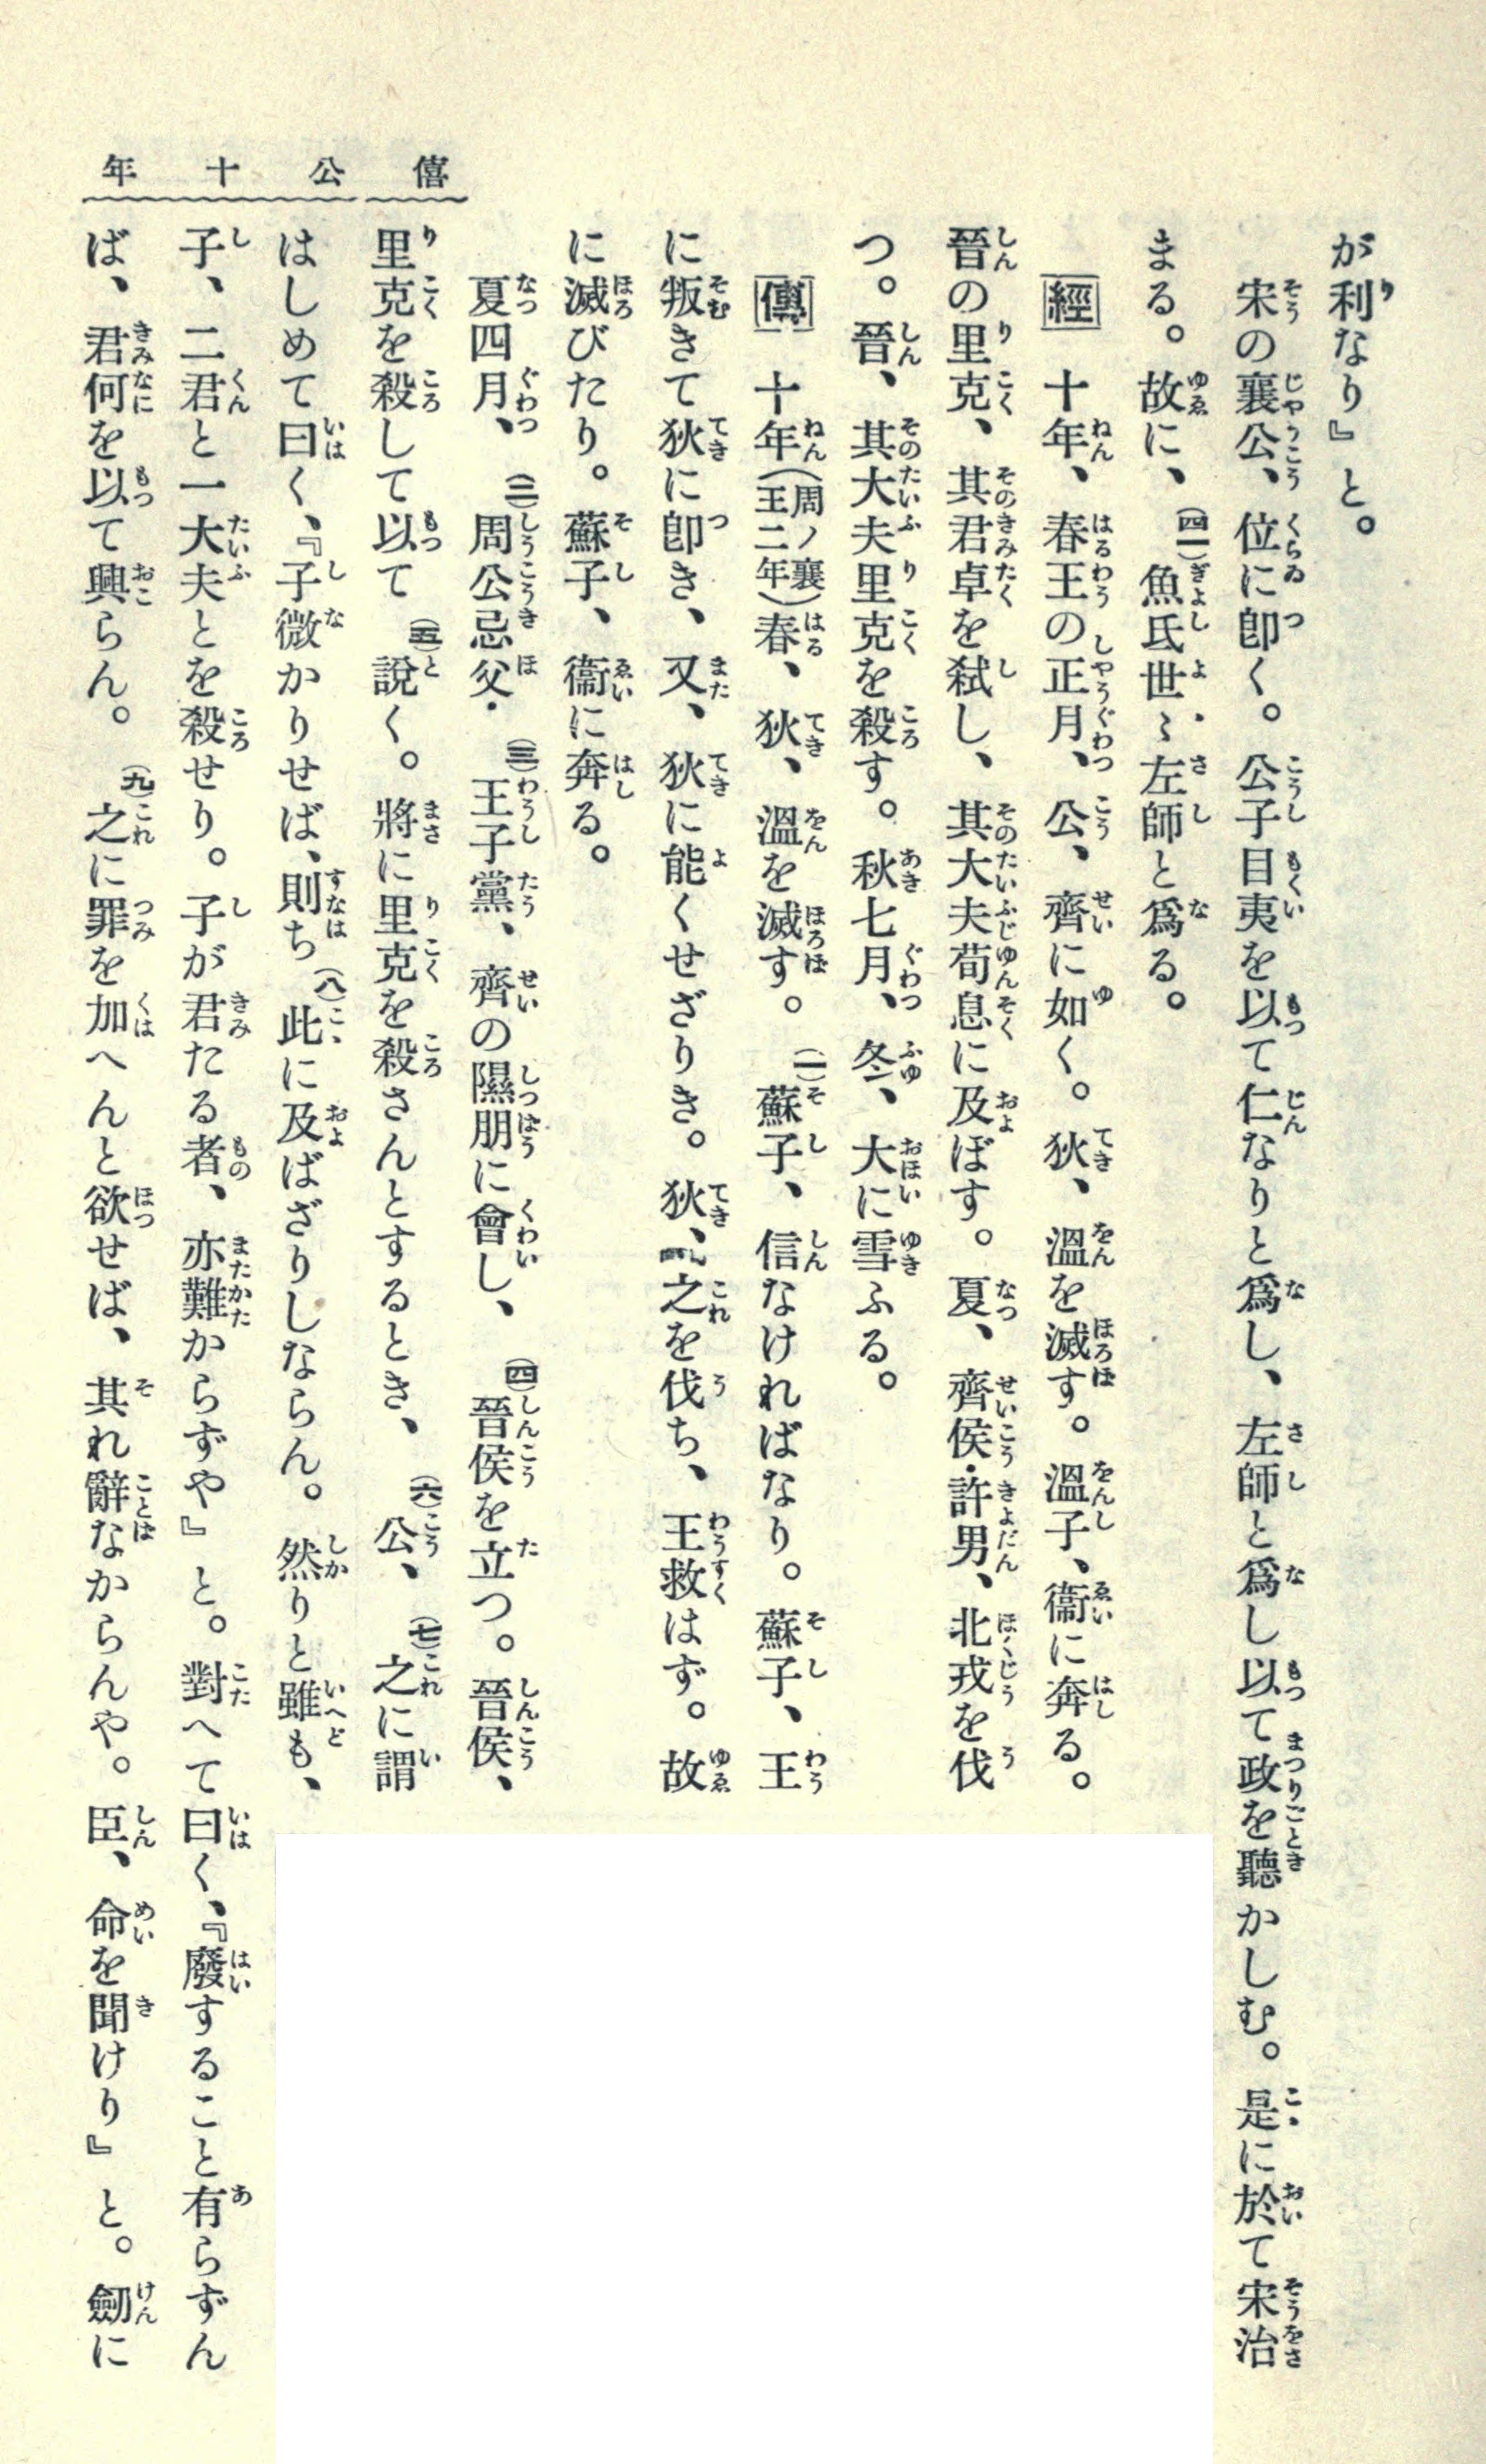 僖公十年
が利なり』と。
宋の襄公、位に卽く。公子目夷を以て仁なりと爲し、左師と爲し以て政を聽かしむ。是に於て宋治
まる。故に、(四一)魚氏世〻左師と爲る。
經 十年、春王の正月、公、齊に如く。狄、溫を滅す。溫子、衞に奔る。
晉の里克、其君卓を弑し、其大夫荀息に及ぼす。夏、齊侯・許男、北戎を伐
つ。晉、其大夫里克を殺す。秋七月、冬、大に雪ふる。
傳 十年(周ノ襄王二年)春、狄、溫を滅す。(一)蘇子、信なければなり。蘇子、王
に叛きて狄に卽き、又、狄に能くせざりき。狄、之を伐ち、王救はず。故
に滅びたり。蘇子、衞に奔る。
夏四月、(二)周公忌父・(三)王子黨、齊の隰朋に會し、(四)晉侯を立つ。晉侯、
里克を殺して以て(五)說く。將に里克を殺さんとするとき、(六)公、(七)之に謂
はしめて曰く、『子微かりせば、則ち(八)此に及ばざりしならん。然りと雖も、
子、二君と一大夫とを殺せり。子が君たる者、亦難からずや』と。對へて曰く、『廢すること有らずん
ば、君何を以て興らん。(九)之に罪を加へんと欲せば、其れ辭なからんや。臣、命を聞けり』と。劒に